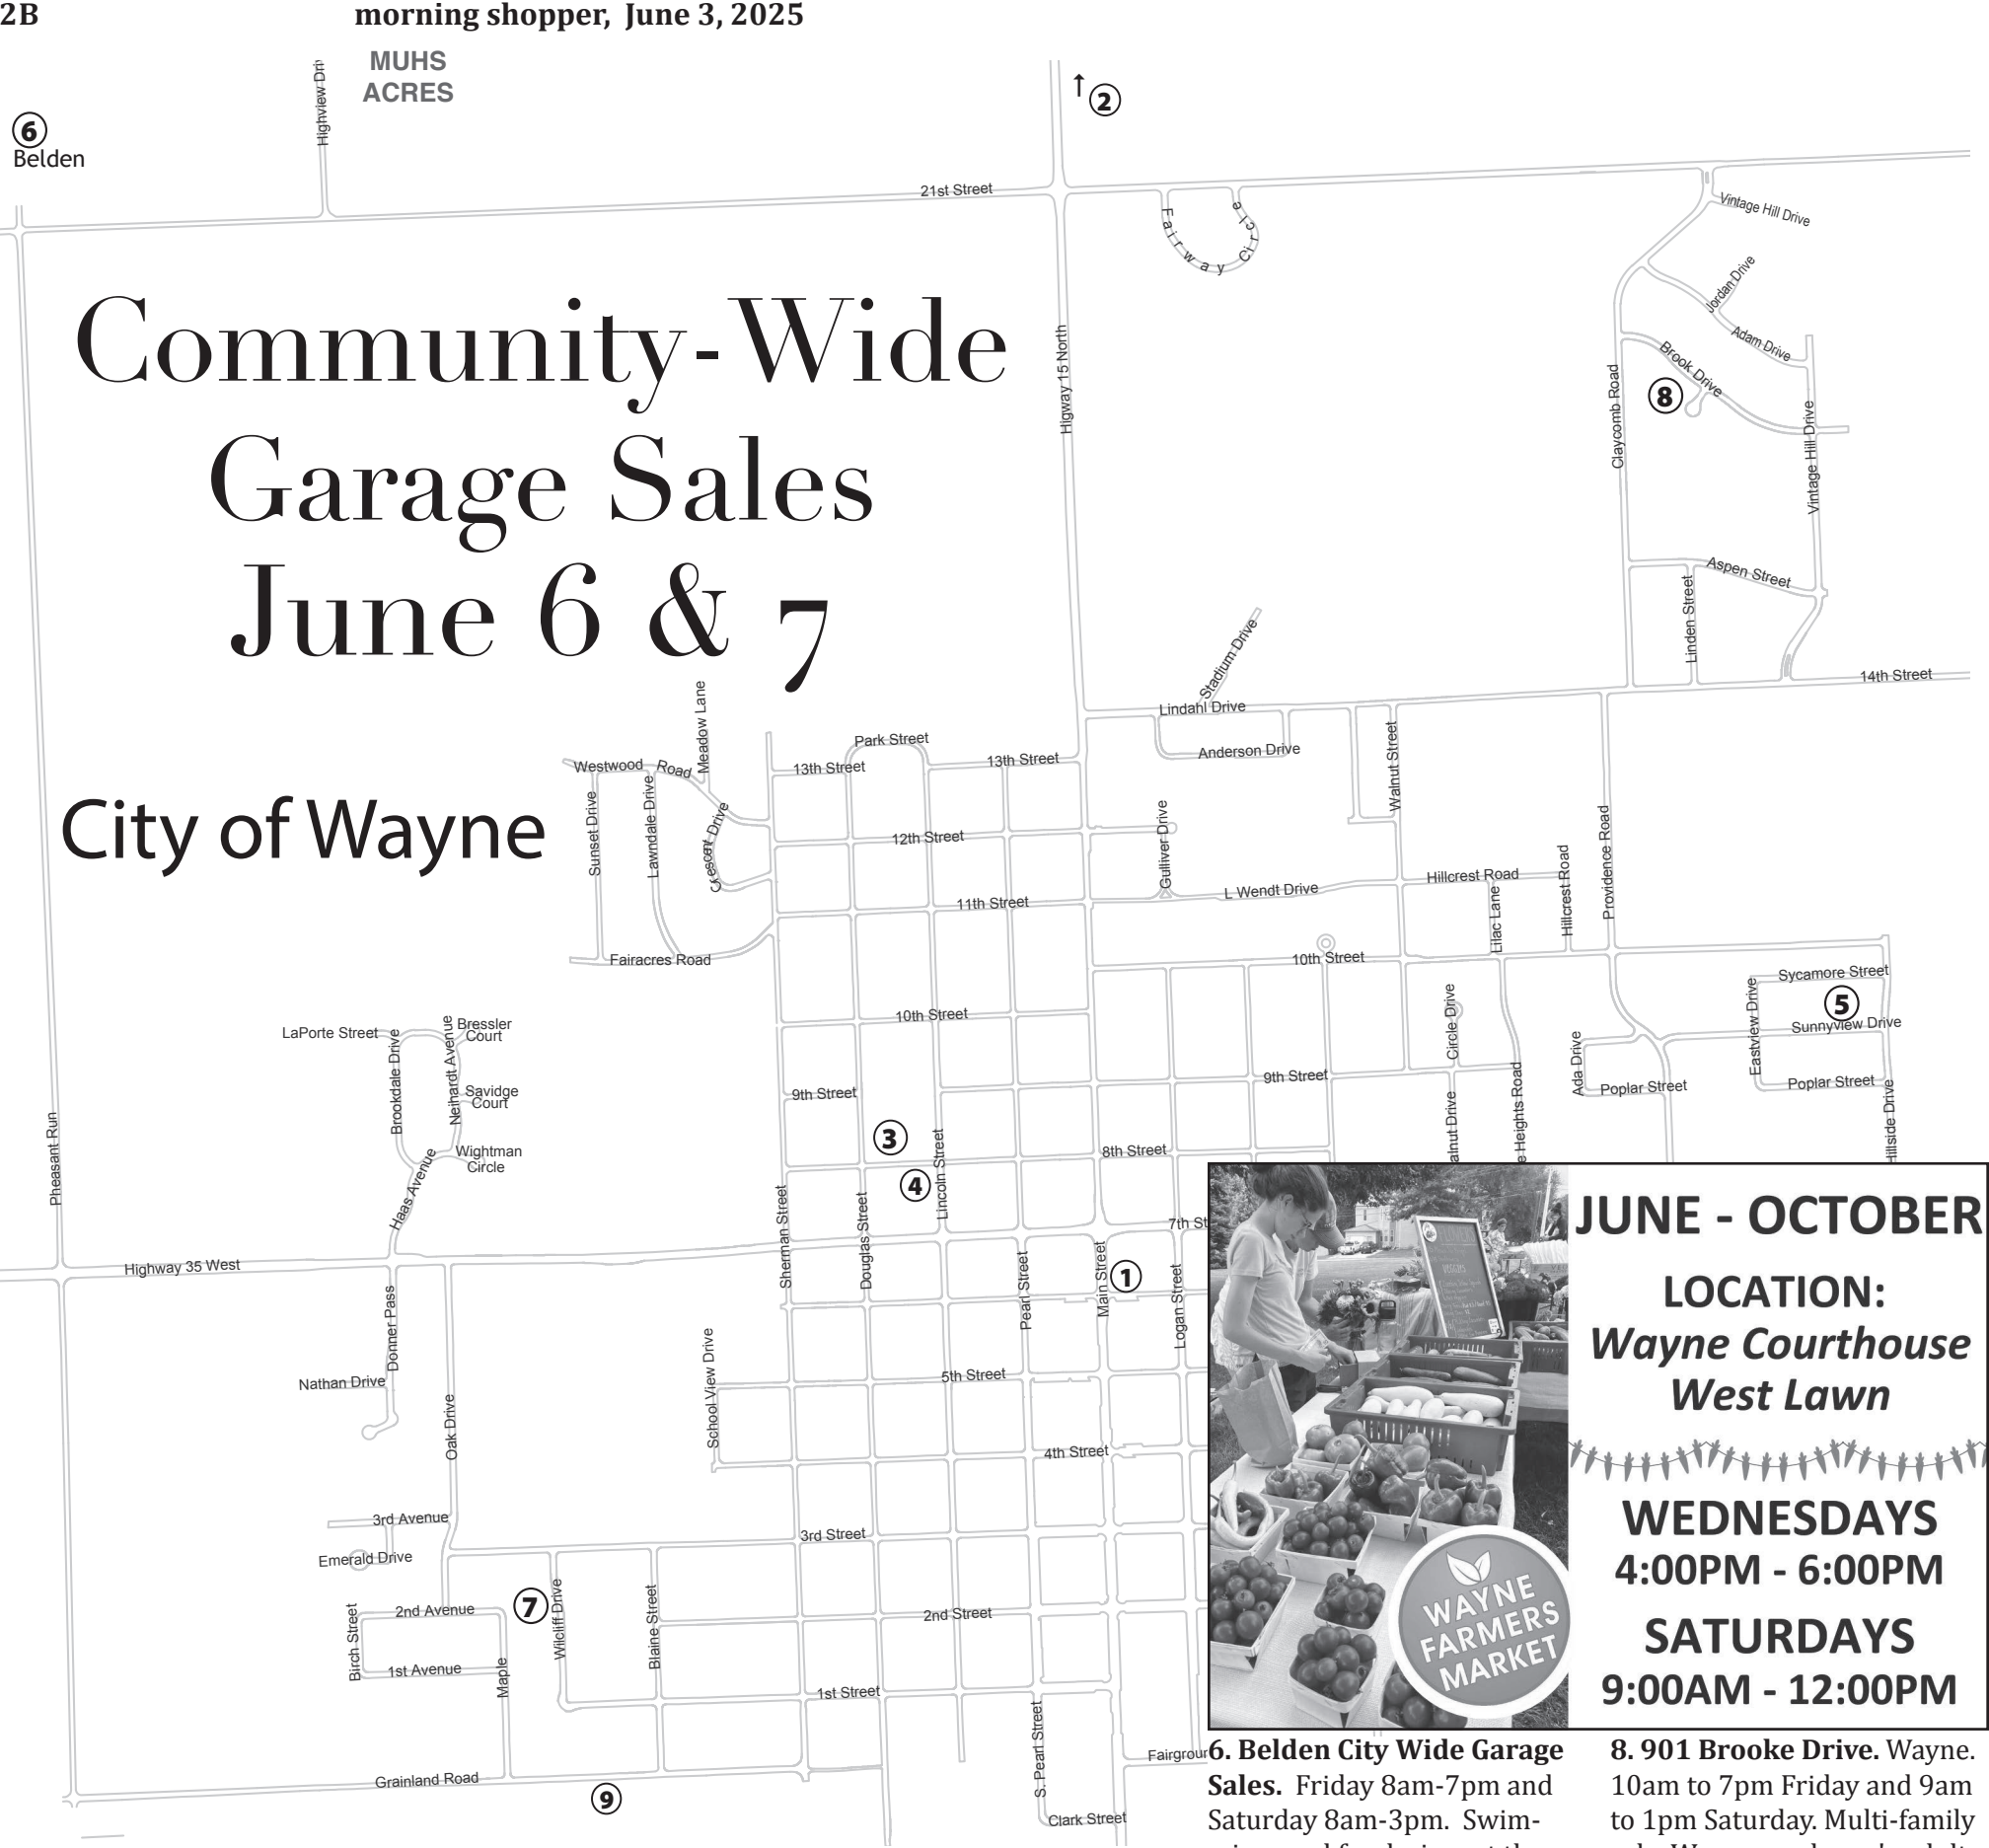 2B
morning shopper, June 3, 2025
MUHS
ACRES
6
Belden
Highview Dri
2
21st Street
Fairway Circle
Vintage Hill Drive
Jordan Drive
Adam Drive
Brook Drive
8
Claycomb Road
Vintage Hill Drive
Higway 15 North
Community-Wide
Garage Sales
June 6 & 7
City of Wayne
Aspen Street
Linden Street
14th Street
Stadium Drive
Lindahl Drive
Anderson Drive
Walnut Street
Meadow Lane
Park Street
13th Street
13th Street
Westwood Road
Sunset Drive
Lawndale Drive
Crescent Drive
12th Street
Gulliver Drive
Providence Road
11th Street
L Wendt Drive
Hillcrest Road
Hillcrest Road
Lilac Lane
Fairacres Road
10th Street
10th Street
Sycamore Street
5
Sunnyview Drive
Eastview Drive
Poplar Street
Hillside Drive
Circle Drive
Ada Drive
Poplar Street
LaPorte Street
Brookdale Drive
Neihardt Avenue
Bressler
Court
Savidge
Court
Wightman
Circle
Haas Avenue
9th Street
9th Street
alnut Drive
e Heights Road
3
8th Street
4
Lincoln Street
Pheasant Run
Sherman Street
Douglas Street
7th St
Highway 35 West
Pearl Street
Main Street
1
Logan Street
Donner Pass
Nathan Drive
Oak Drive
School View Drive
5th Street
4th Street
3rd Avenue
Emerald Drive
3rd Street
2nd Avenue
7
Wilcliff Drive
Blaine Street
2nd Street
Birch Street
1st Avenue
Maple
1st Street
S. Pearl Street
Fairgroun
Grainland Road
9
Clark Street
JUNE - OCTOBER
LOCATION:
Wayne Courthouse
West Lawn
WEDNESDAYS
4:00PM - 6:00PM
SATURDAYS
9:00AM - 12:00PM
WAYNE
FARMERS
MARKET
6. Belden City Wide Garage
Sales. Friday 8am-7pm and
Saturday 8am-3pm. Swim-
8. 901 Brooke Drive. Wayne.
10am to 7pm Friday and 9am
to 1pm Saturday. Multi-family